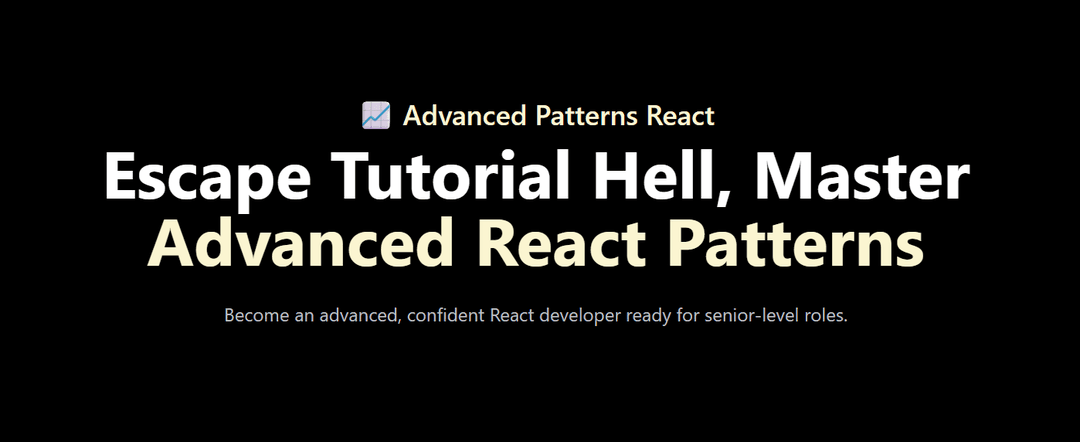 Advanced Patterns React
Escape Tutorial Hell, Master
Advanced React Patterns
Become an advanced, confident React developer ready for senior-level roles.